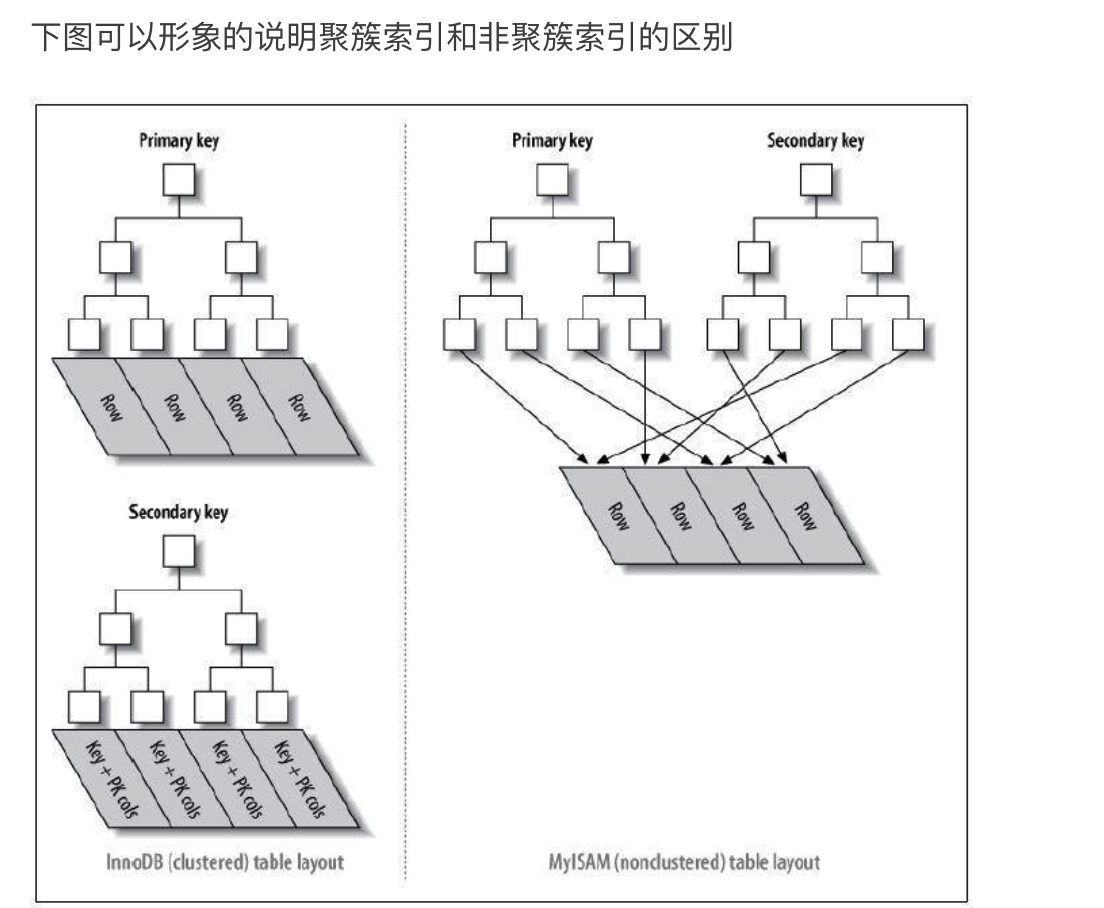 下图可以形象的说明聚簇索引和非聚簇索引的区别
Primary key
Row
Row
Row
Row
Secondary key
Key + PK cols
Key + PK cols
Key + PK cols
Key + PK cols
InnoDB (clustered) table layout
Primary key
Secondary key
Row
Row
Row
Row
MyISAM (nonclustered) table layout